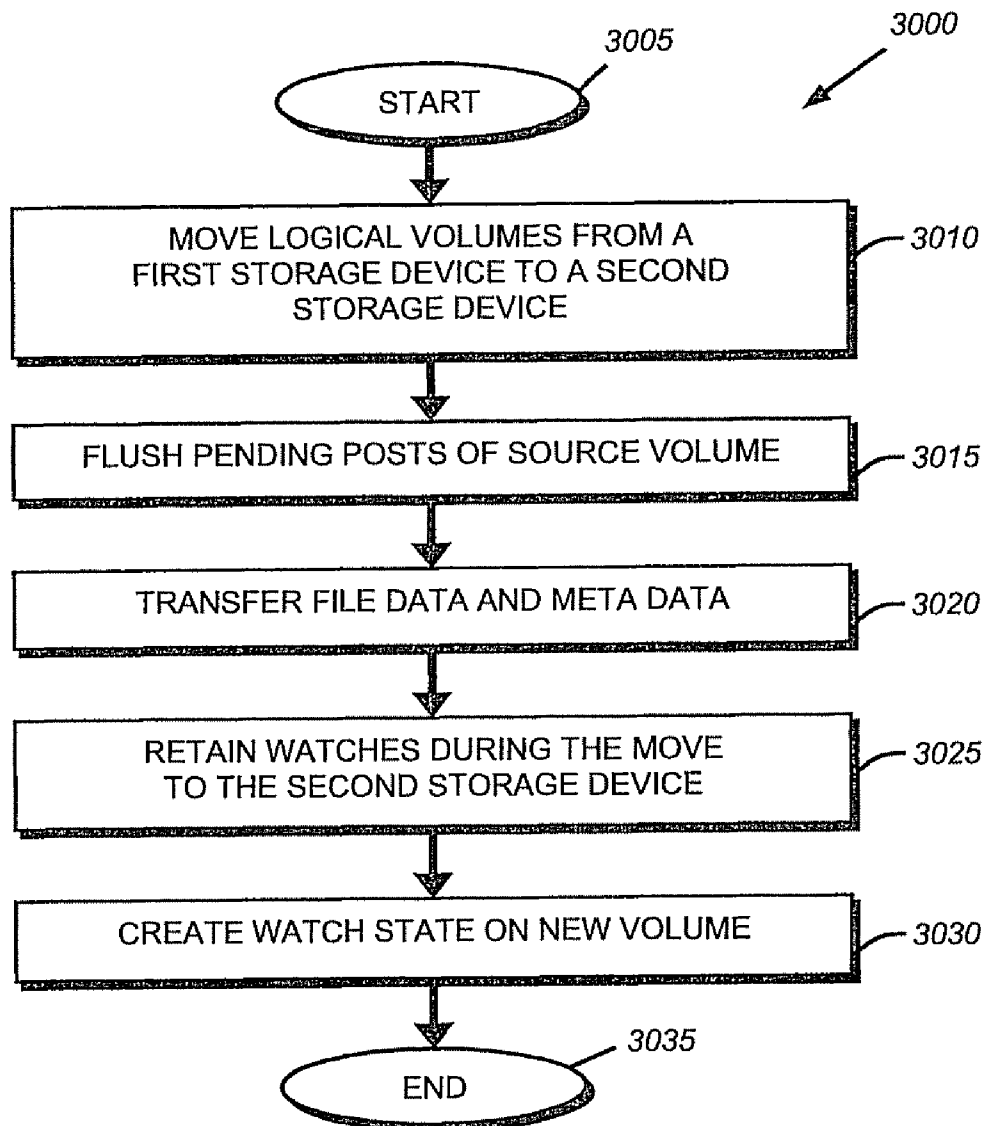 3000
3005
START
MOVE LOGICAL VOLUMES FROM A
FIRST STORAGE DEVICE TO A SECOND
STORAGE DEVICE
3010
FLUSH PENDING POSTS OF SOURCE VOLUME
3015
TRANSFER FILE DATA AND META DATA
3020
RETAIN WATCHES DURING THE MOVE
TO THE SECOND STORAGE DEVICE
3025
CREATE WATCH STATE ON NEW VOLUME
3030
3035
END